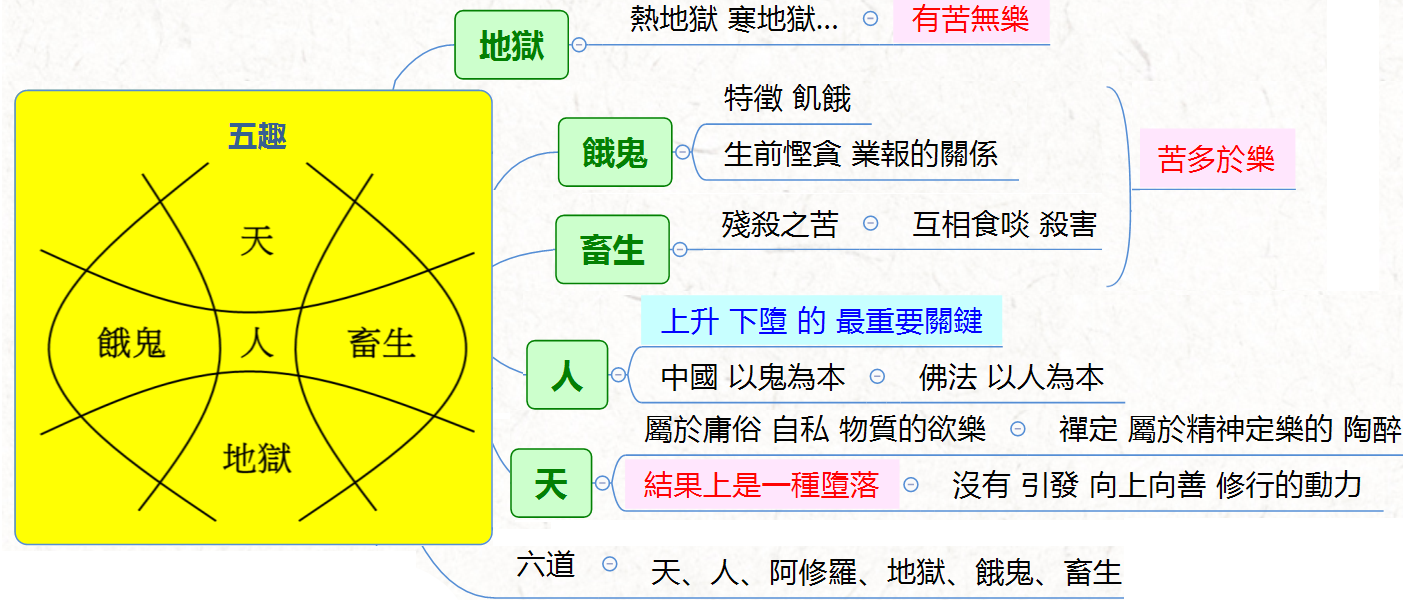 五趣
天
餓鬼 人 畜生
地獄
地獄
熱地獄 寒地獄... 有苦無樂
餓鬼
特徵 飢餓
生前慳貪 業報的關係
畜生
殘殺之苦 互相食啖 殺害
苦多於樂
人
上升 下墮 的 最重要關鍵
中國 以鬼為本 佛法 以人為本
天
屬於庸俗 自私 物質的欲樂 禪定 屬於精神定樂的 陶醉
結果上是一種墮落 沒有 引發 向上向善 修行的動力
六道 天、人、阿修羅、地獄、餓鬼、畜生